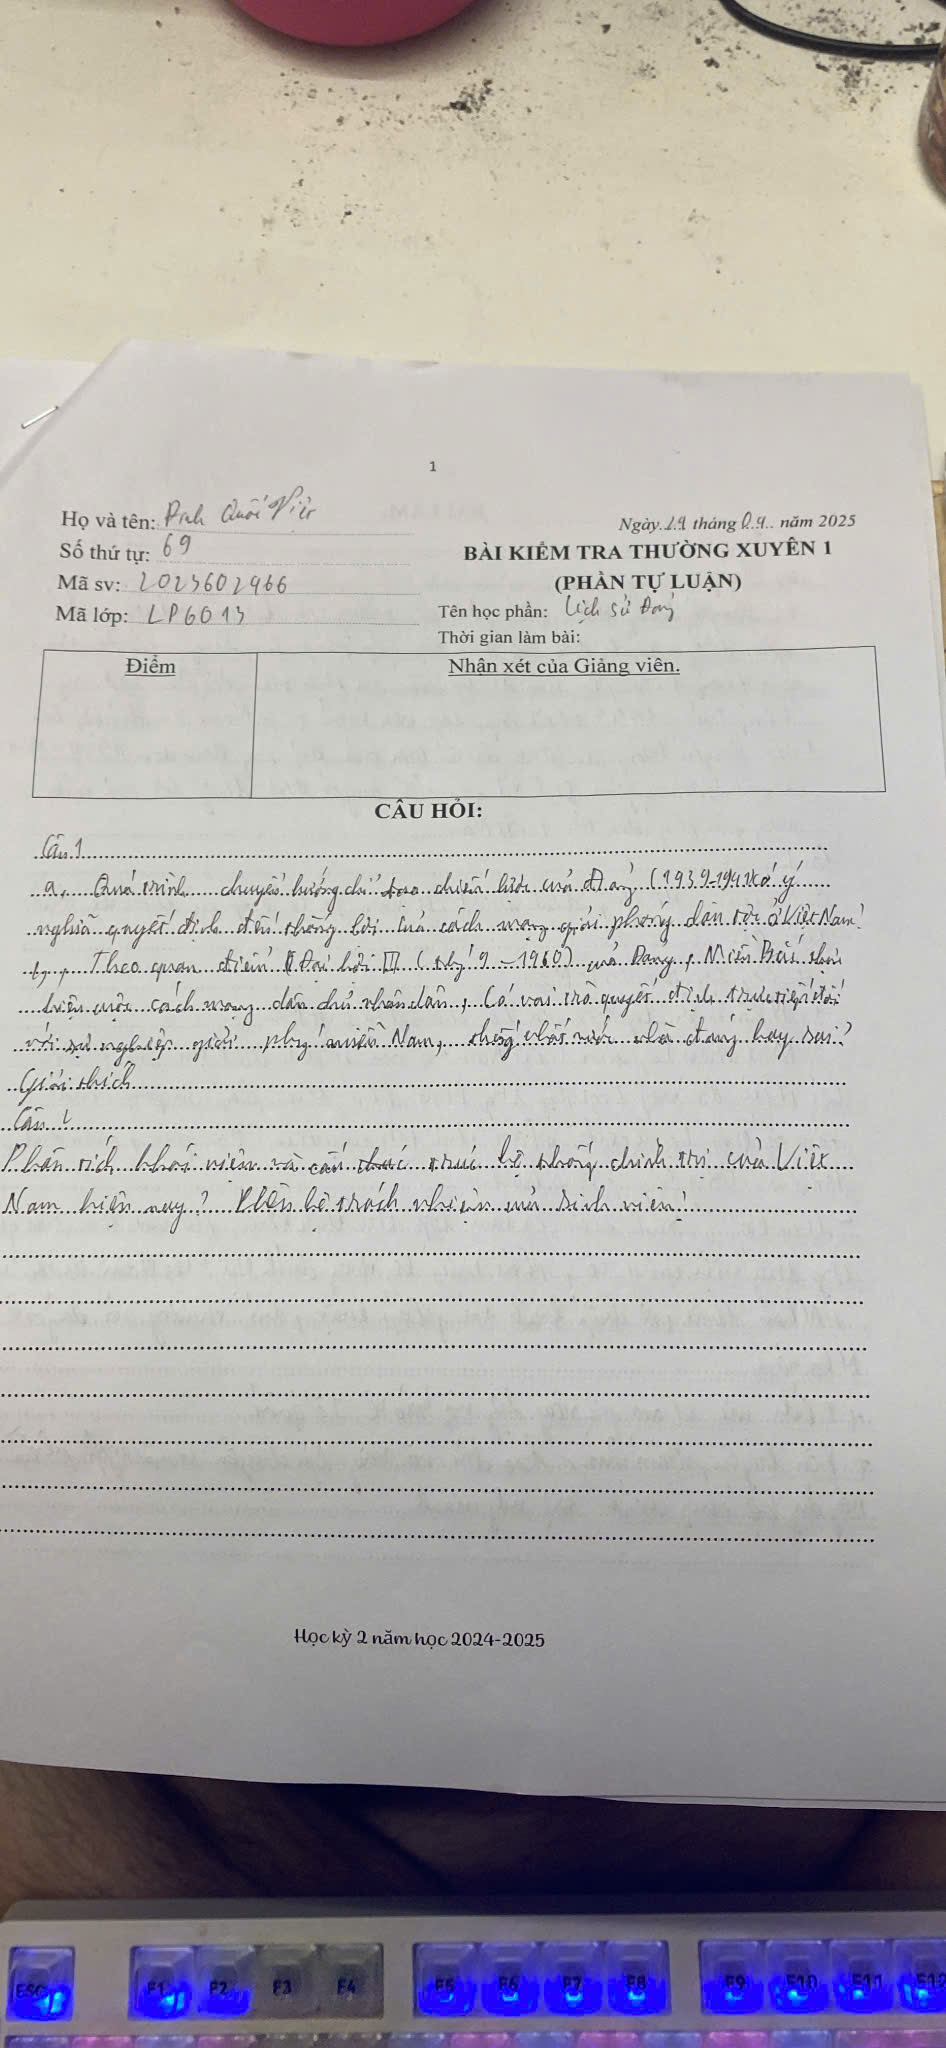 1
Họ và tên: Đinh Quốc Việt
Số thứ tự: 69
Mã sv: 2023602966
Mã lớp: LP6013
Ngày 19 tháng 09 năm 2025
BÀI KIỂM TRA THƯỜNG XUYÊN 1
(PHẦN TỰ LUẬN)
Tên học phần: Lịch sử Đảng
Thời gian làm bài:
Điểm
Nhận xét của Giảng viên.
CÂU HỎI:
Câu 1
a, Quá trình chuyển hướng chỉ đạo chiến lược của Đảng (1939-1941) có ý
nghĩa quyết định đến thắng lợi của cách mạng giải phóng dân tộc ở Việt Nam?
b, Theo quan điểm Đại hội III (9-1960) của Đảng, Miền Bắc thực
hiện cuộc cách mạng dân chủ nhân dân, Có vai trò quyết định trực tiếp đối
với sự nghiệp giải phóng miền Nam, thống nhất nước nhà đúng hay sai?
Giải thích
Câu 2
Phân tích khái niệm và cấu trúc hệ thống chính trị của Việt
Nam hiện nay? Liên hệ trách nhiệm của sinh viên?
Học kỳ 2 năm học 2024-2025
ESC F1 F2 F3 F4 F5 F6 F7 F8 F9 F10 F11 F12